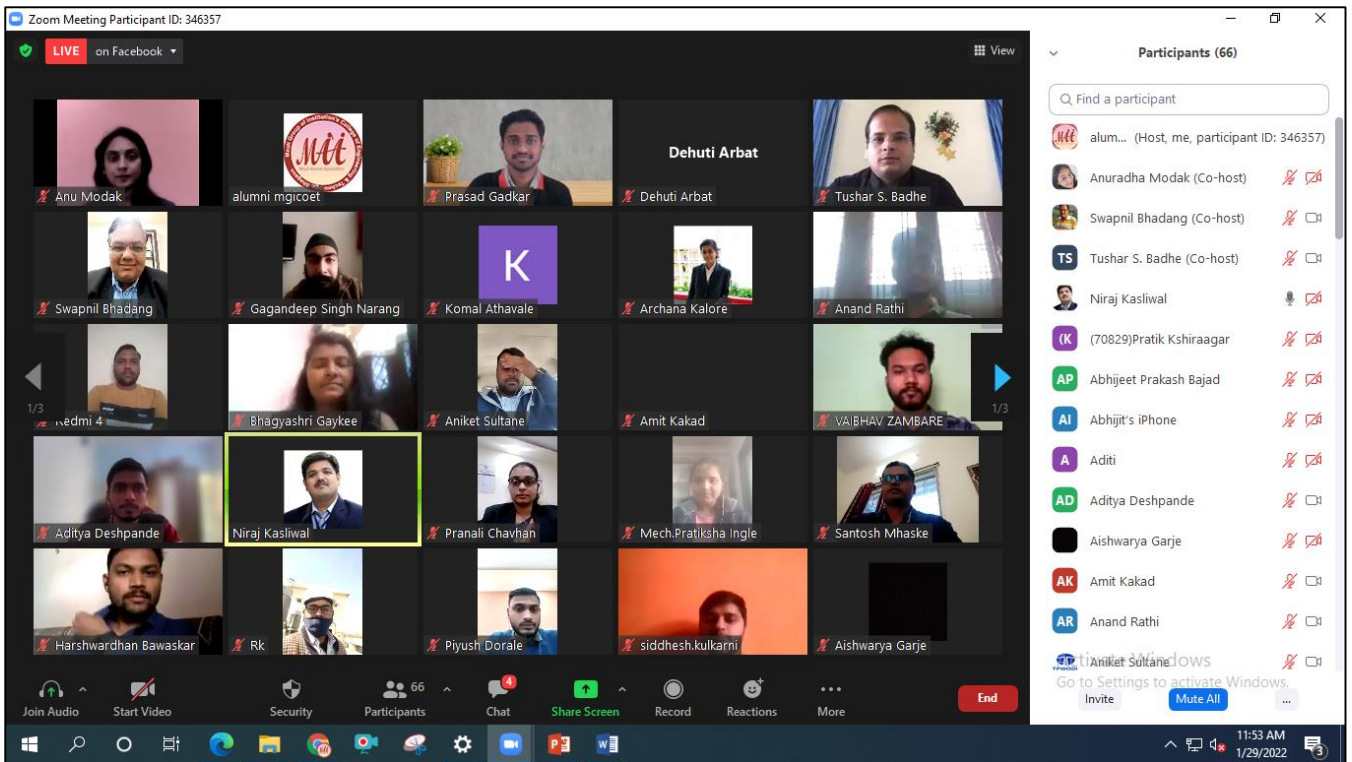 Zoom Meeting Participant ID: 346357
LIVE on Facebook
View
Participants (66)
Find a participant
Anu Modak
alumni mgicoet
Prasad Gadkar
Dehuti Arbat
Dehuti Arbat
Tushar S. Badhe
Swapnil Bhadang
Gagandeep Singh Narang
K
Komal Athavale
Archana Kalore
Anand Rathi
1/3
Redmi 4
Bhagyashri Gaykee
Aniket Sultane
Amit Kakad
VAIBHAV ZAMBARE
1/3
Aditya Deshpande
Niraj Kasliwal
Pranali Chavhan
Mech.Pratiksha Ingle
Santosh Mhaske
Harshwardhan Bawaskar
Rk
Piyush Dorale
siddhesh.kulkarni
Aishwarya Garje
alum... (Host, me, participant ID: 346357)
Anuradha Modak (Co-host)
Swapnil Bhadang (Co-host)
TS Tushar S. Badhe (Co-host)
Niraj Kasliwal
(K (70829)Pratik Kshiraagar
AP Abhijeet Prakash Bajad
AI Abhijit's iPhone
A Aditi
AD Aditya Deshpande
Aishwarya Garje
AK Amit Kakad
AR Anand Rathi
Aniket Sultane
Activate Windows
Go to Settings to activate Windows.
Invite Mute All ...
Join Audio Start Video Security Participants 66 Chat 4 Share Screen Record Reactions More End
11:53 AM
1/29/2022
3